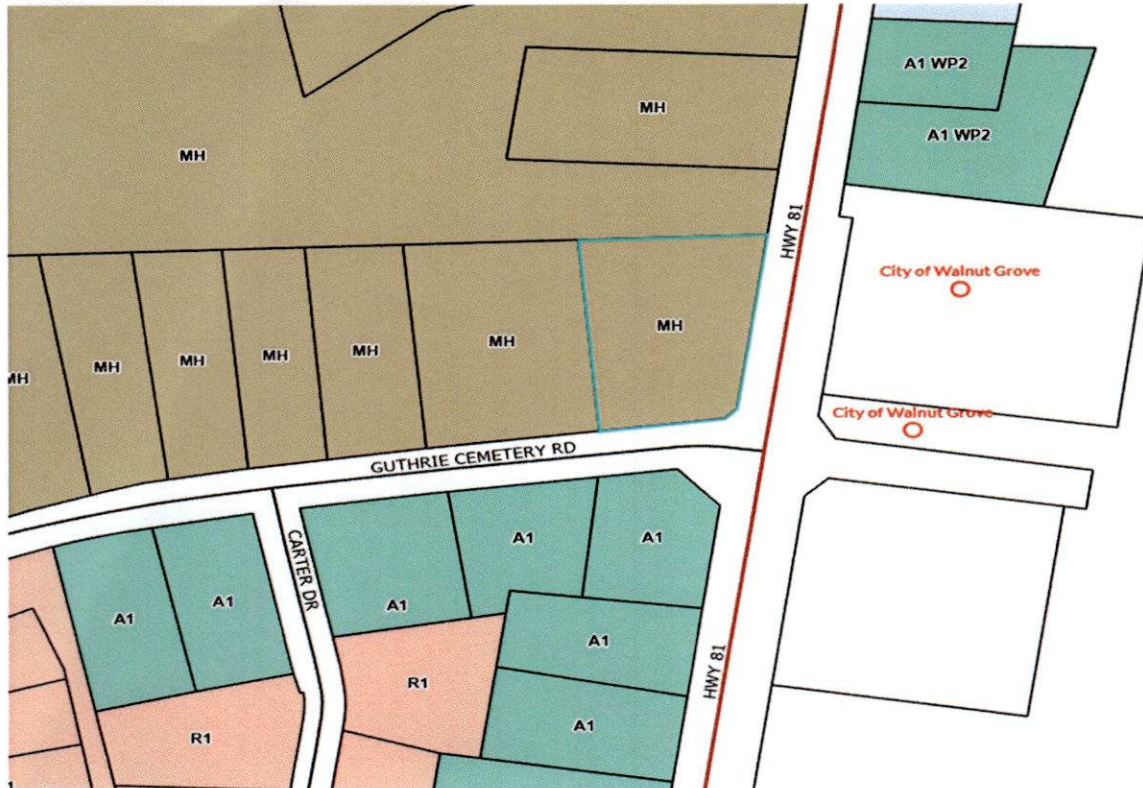 A1 WP2
MH
A1 WP2
MH
HWY 81
City of Walnut Grove
MH
MH
MH
MH
MH
MH
MH
City of Walnut Grove
GUTHRIE CEMETERY RD
CARTER DR
A1
A1
A1
A1
A1
A1
R1
HWY 81
A1
R1
1